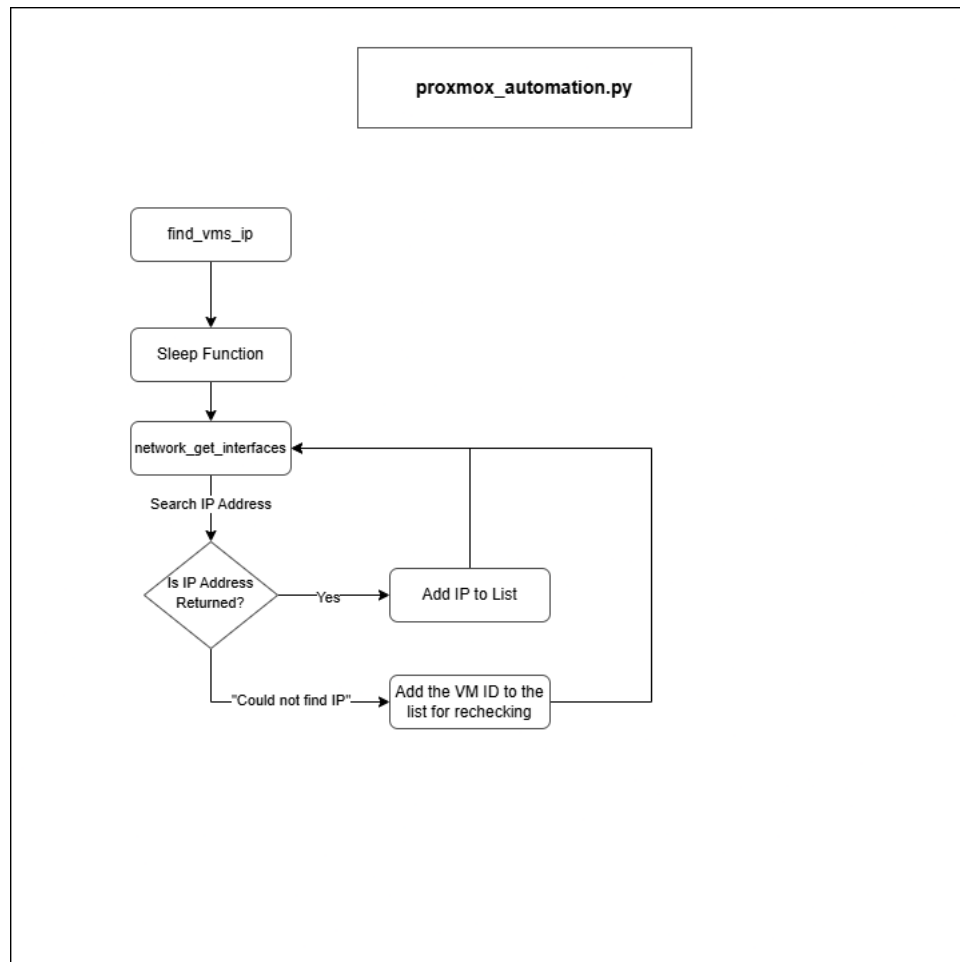 proxmox_automation.py
find_vms_ip
Sleep Function
network_get_interfaces
Search IP Address
Is IP Address
Returned?
Yes
Add IP to List
"Could not find IP"
Add the VM ID to the
list for rechecking